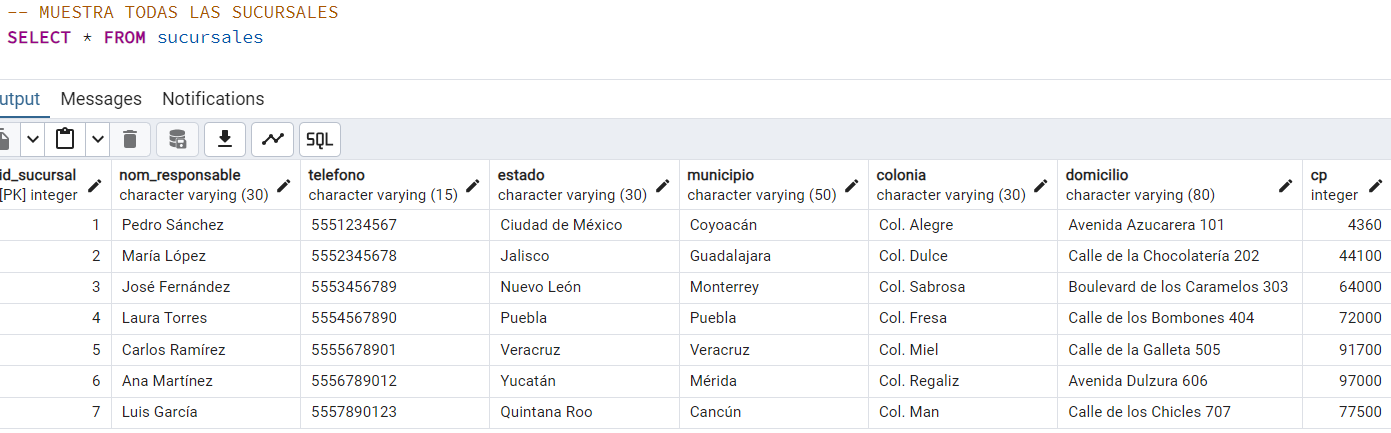 -- MUESTRA TODAS LAS SUCURSALES
SELECT * FROM sucursales
utput Messages Notifications
SQL
id_sucursal nom_responsable telefono estado municipio colonia domicilio cp
[PK] integer character varying (30) character varying (15) character varying (30) character varying (50) character varying (30) character varying (80) integer
1 Pedro Sánchez 5551234567 Ciudad de México Coyoacán Col. Alegre Avenida Azucarera 101 4360
2 María López 5552345678 Jalisco Guadalajara Col. Dulce Calle de la Chocolatería 202 44100
3 José Fernández 5553456789 Nuevo León Monterrey Col. Sabrosa Boulevard de los Caramelos 303 64000
4 Laura Torres 5554567890 Puebla Puebla Col. Fresa Calle de los Bombones 404 72000
5 Carlos Ramírez 5555678901 Veracruz Veracruz Col. Miel Calle de la Galleta 505 91700
6 Ana Martínez 5556789012 Yucatán Mérida Col. Regaliz Avenida Dulzura 606 97000
7 Luis García 5557890123 Quintana Roo Cancún Col. Man Calle de los Chicles 707 77500